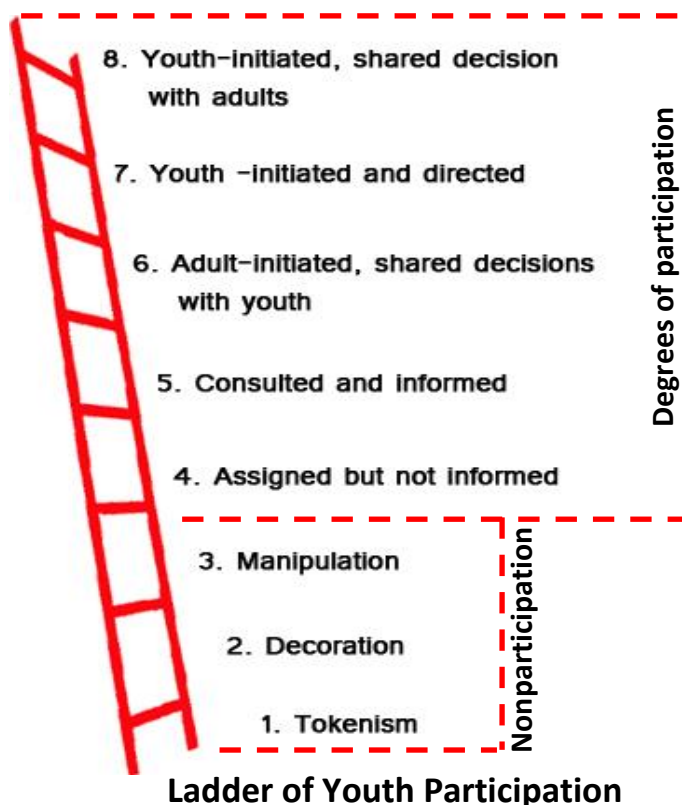 8. Youth-initiated, shared decision
with adults
7. Youth -initiated and directed
6. Adult-initiated, shared decisions
with youth
5. Consulted and informed
4. Assigned but not informed
Degrees of participation
3. Manipulation
2. Decoration
1. Tokenism
Nonparticipation
Ladder of Youth Participation